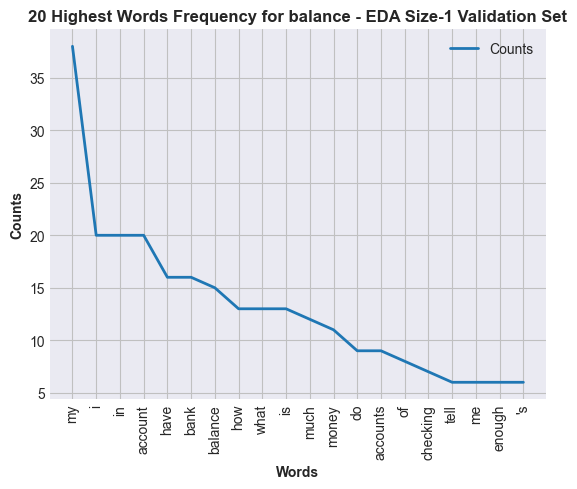 20 Highest Words Frequency for balance - EDA Size-1 Validation Set
Counts
Counts
35
30
25
20
15
10
5
my
i
in
account
have
bank
balance
how
what
is
much
money
do
accounts
of
checking
tell
me
enough
's
Words